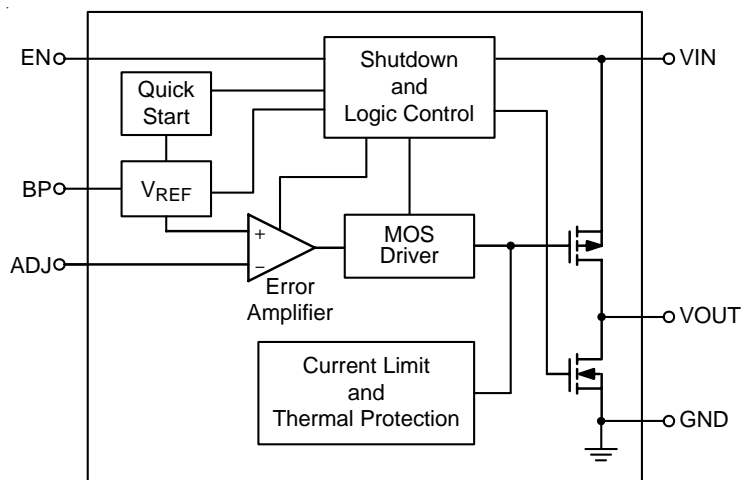 EN
Quick
Start
Shutdown
and
Logic Control
VIN
BP
VREF
ADJ
+
−
Error
Amplifier
MOS
Driver
VOUT
Current Limit
and
Thermal Protection
GND